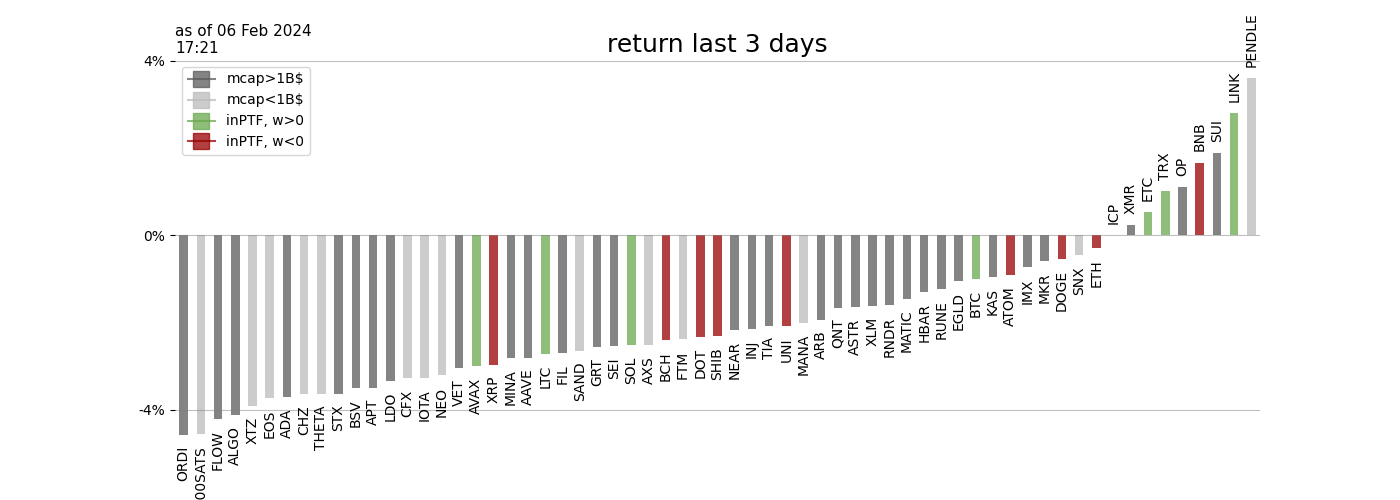 as of 06 Feb 2024
17:21
return last 3 days
4%
0%
-4%
mcap>1B$
mcap<1B$
inPTF, w>0
inPTF, w<0
ORDI
00SATS
FLOW
ALGO
XTZ
EOS
ADA
CHZ
THETA
STX
BSV
APT
LDO
CFX
IOTA
NEO
VET
AVAX
XRP
MINA
AAVE
LTC
FIL
SAND
GRT
SEI
SOL
AXS
BCH
FTM
DOT
SHIB
NEAR
INJ
TIA
UNI
MANA
ARB
QNT
ASTR
XLM
RNDR
MATIC
HBAR
RUNE
EGLD
BTC
KAS
ATOM
IMX
MKR
DOGE
SNX
ETH
ICP
XMR
ETC
TRX
OP
BNB
SUI
LINK
PENDLE